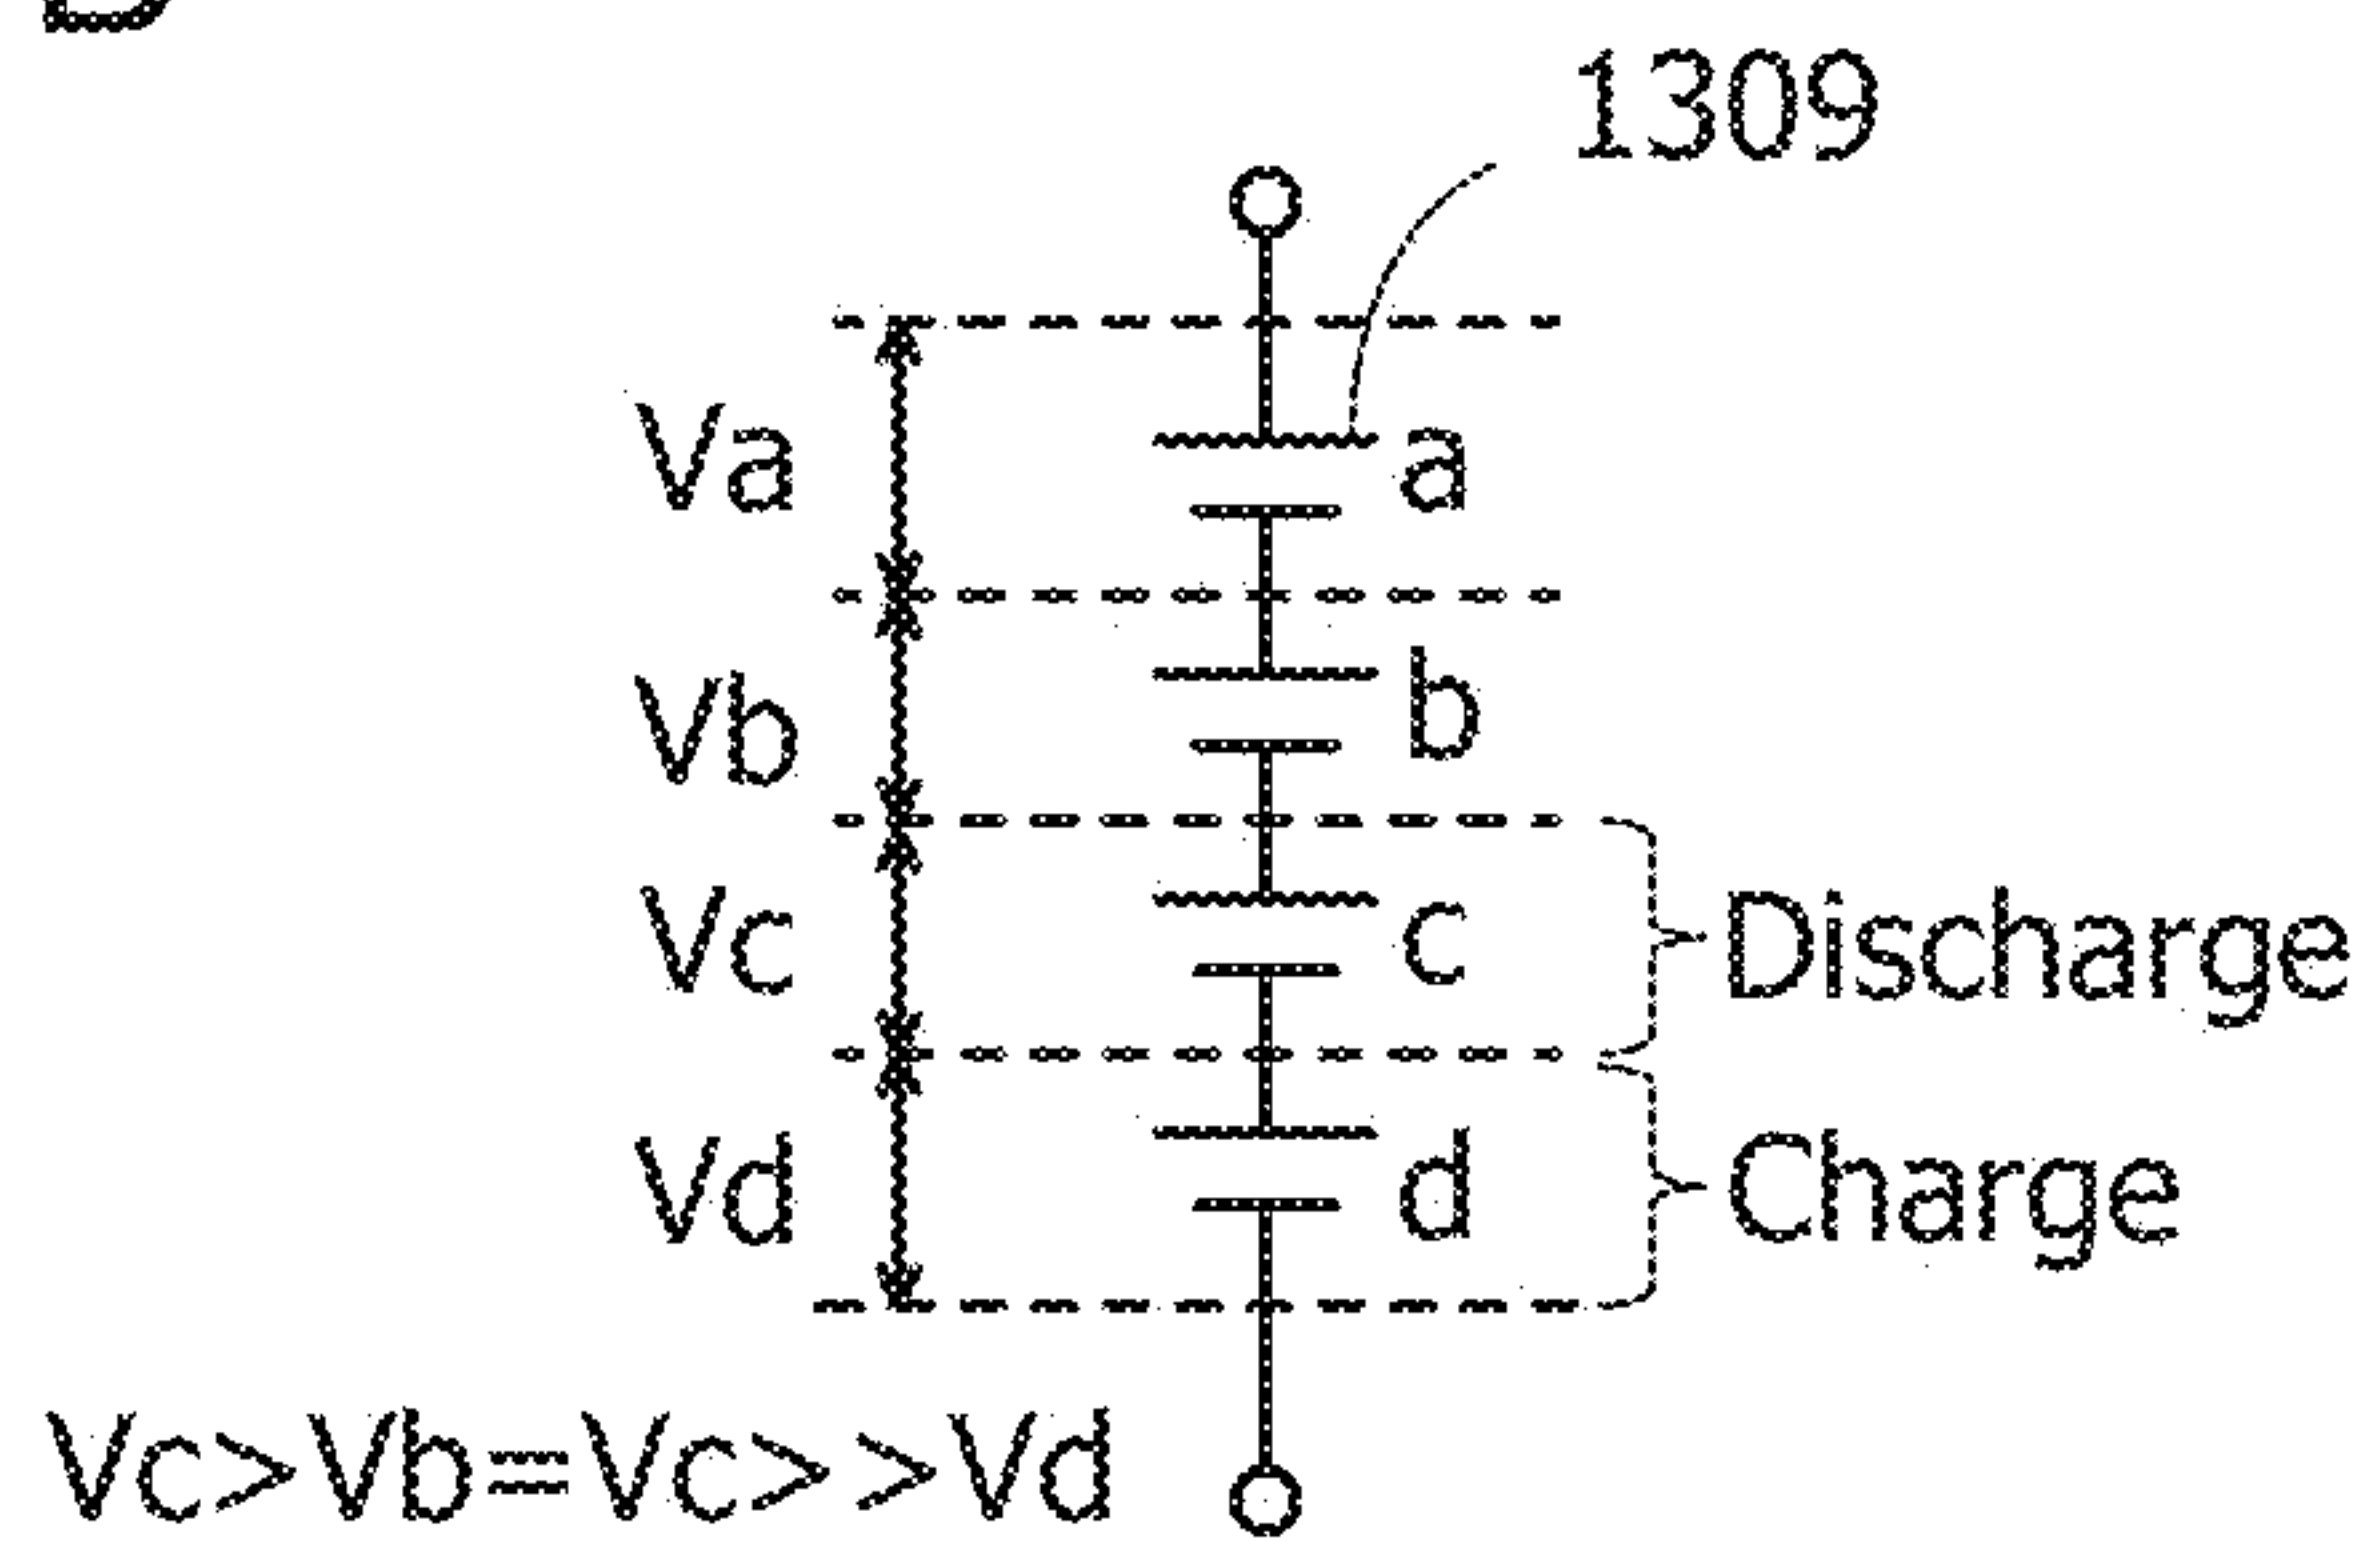 1309
Va a
Vb b
Vc c Discharge
Vd d Charge
Vc>Vb=Vc>>Vd